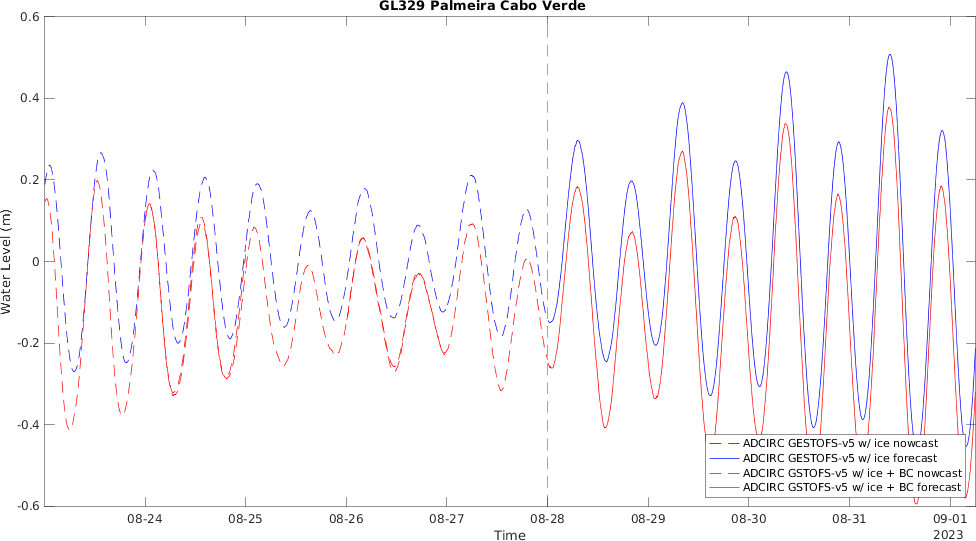 GL329 Palmeira Cabo Verde
0.6
0.4
0.2
0
-0.2
-0.4
-0.6
Water Level (m)
ADCIRC GESTOFS-v5 w/ ice nowcast
ADCIRC GESTOFS-v5 w/ ice forecast
ADCIRC GSTOFS-v5 w/ ice + BC nowcast
ADCIRC GSTOFS-v5 w/ ice + BC forecast
08-24 08-25 08-26 08-27 08-28 08-29 08-30 08-31 09-01
2023
Time